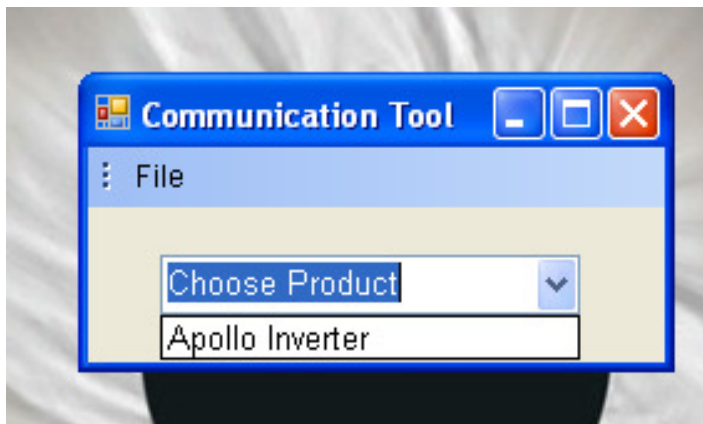 Communication Tool
File
Choose Product
Apollo Inverter